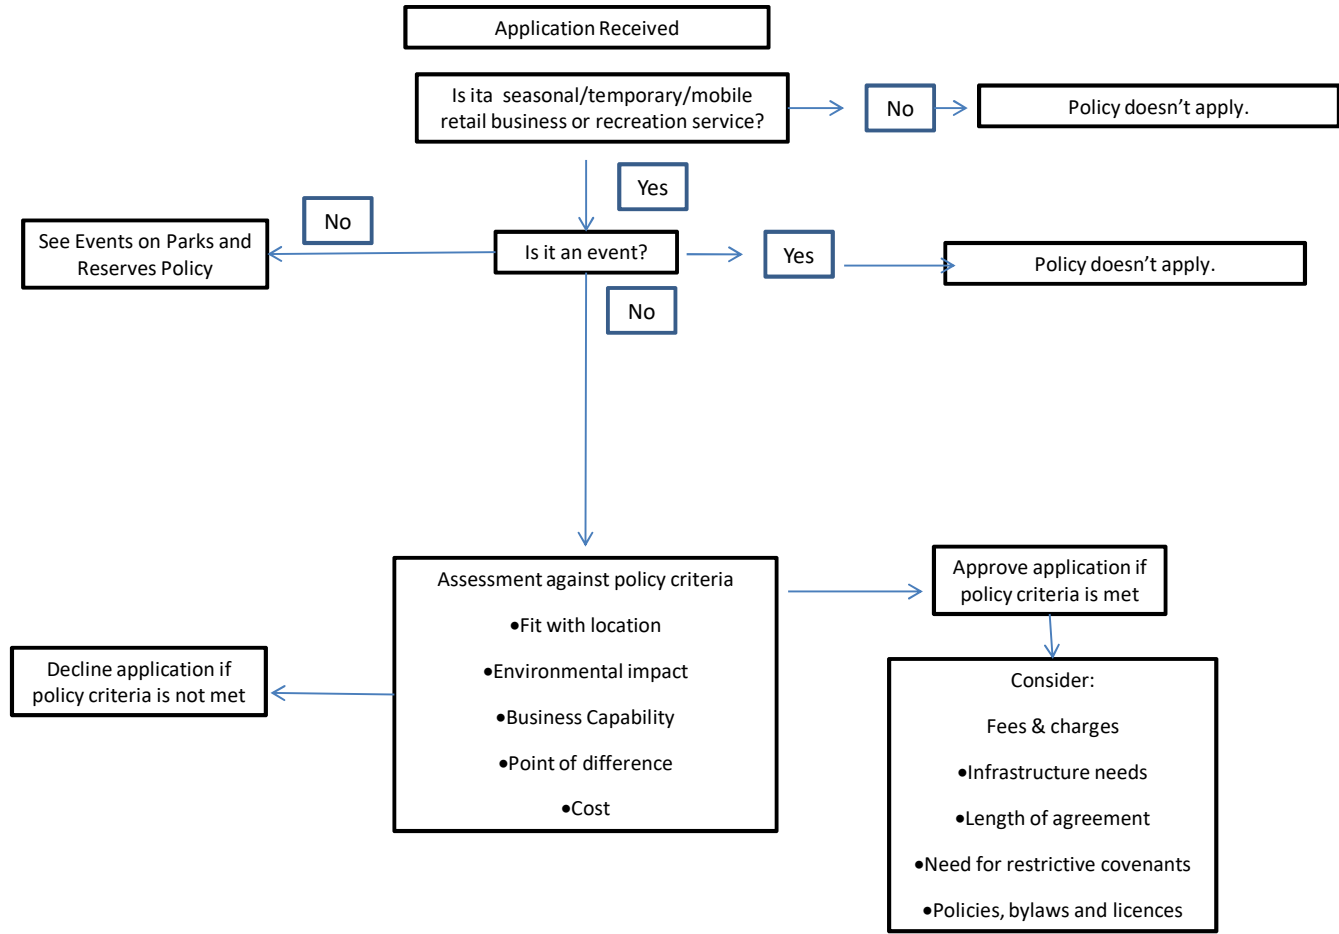 Application Received
Is ita seasonal/temporary/mobile
retail business or recreation service?
No
Policy doesn’t apply.
Yes
No
See Events on Parks and
Reserves Policy
Is it an event?
Yes
Policy doesn’t apply.
No
Assessment against policy criteria
•Fit with location
•Environmental impact
•Business Capability
•Point of difference
•Cost
Approve application if
policy criteria is met
Decline application if
policy criteria is not met
Consider:
Fees & charges
•Infrastructure needs
•Length of agreement
•Need for restrictive covenants
•Policies, bylaws and licences